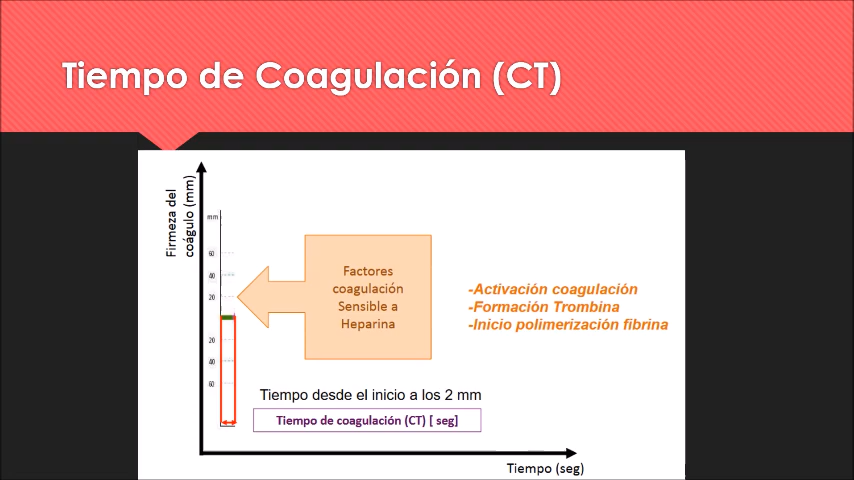 Tiempo de Coagulación (CT)
Firmeza del
coágulo (mm)
mm
60
40
20
20
40
60
Factores
coagulación
Sensible a
Heparina
-Activación coagulación
-Formación Trombina
-Inicio polimerización fibrina
Tiempo desde el inicio a los 2 mm
Tiempo de coagulación (CT) [ seg]
Tiempo (seg)